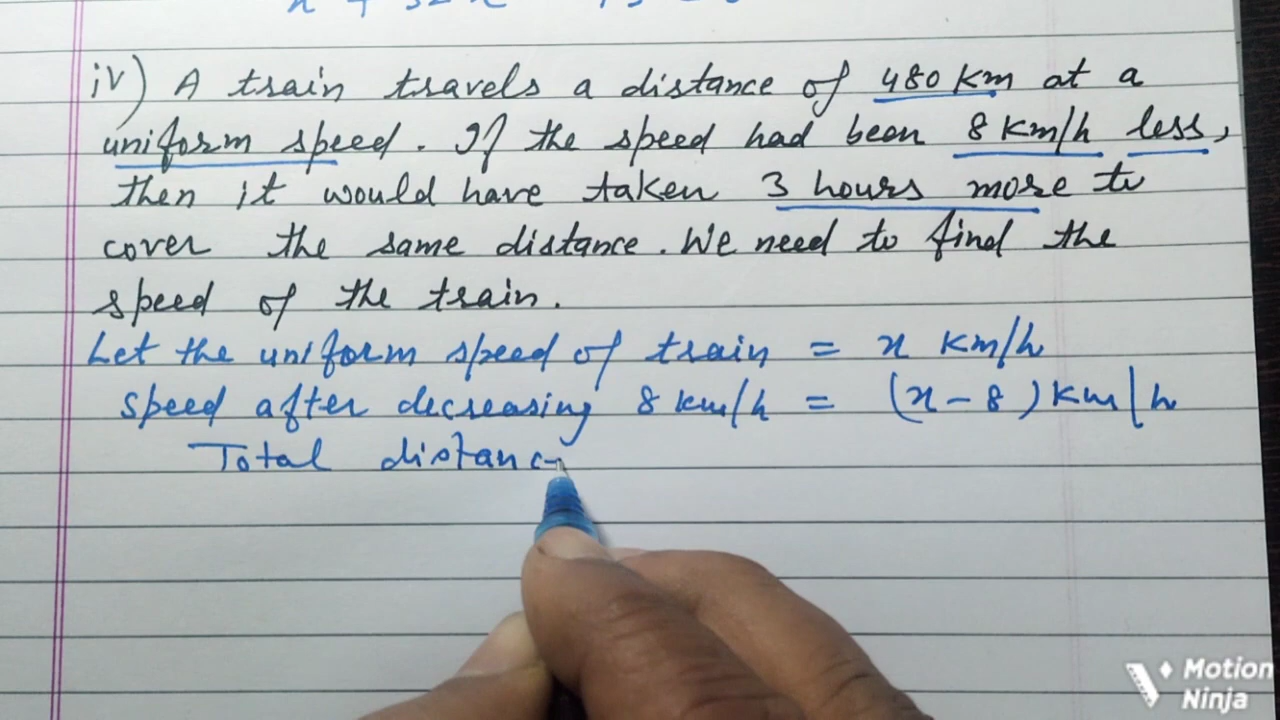 iv) A train travels a distance of 480 Km at a
uniform speed. If the speed had been 8 Km/h less,
then it would have taken 3 hours more to
cover the same distance. We need to find the
speed of the train.
Let the uniform speed of train = x Km/h
speed after decreasing 8 km/h = (x-8) Km/h
Total distanc
Motion
Ninja